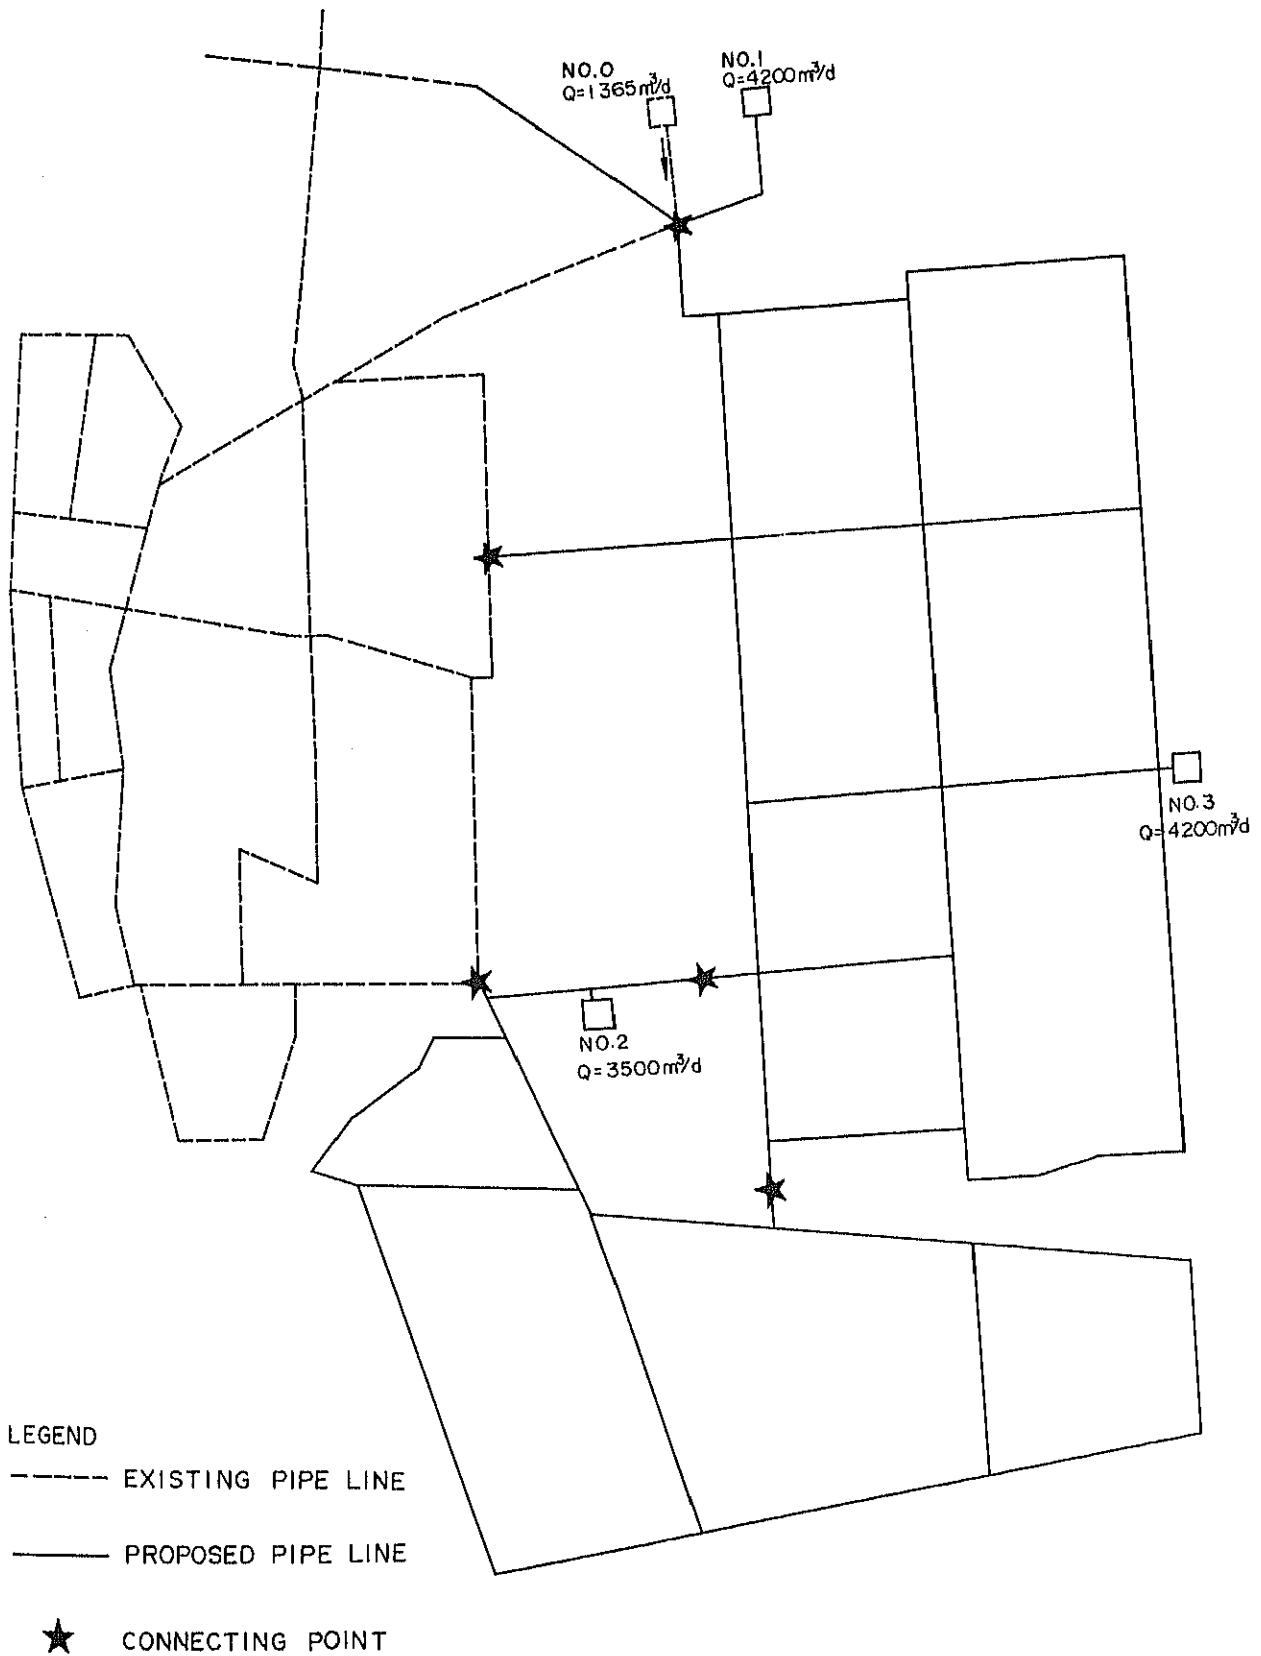 NO.0
Q=1365m³/d
NO.1
Q=4200m³/d
NO.3
Q=4200m³/d
NO.2
Q=3500m³/d
LEGEND
EXISTING PIPE LINE
PROPOSED PIPE LINE
CONNECTING POINT